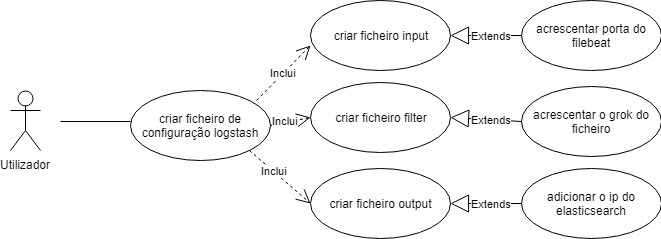 criar ficheiro input
Extends
acrescentar porta do
filebeat
Inclui
criar ficheiro de
configuração logstash
Inclui
criar ficheiro filter
Extends
acrescentar o grok do
ficheiro
Utilizador
Inclui
criar ficheiro output
Extends
adicionar o ip do
elasticsearch